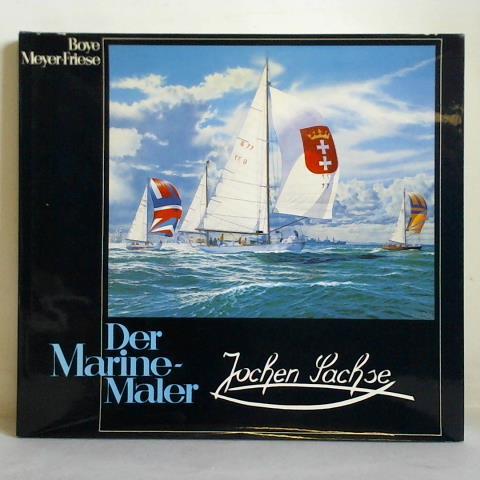 Boye
Meyer-Friese
Der
Marine-
Maler
Jochen Sachse